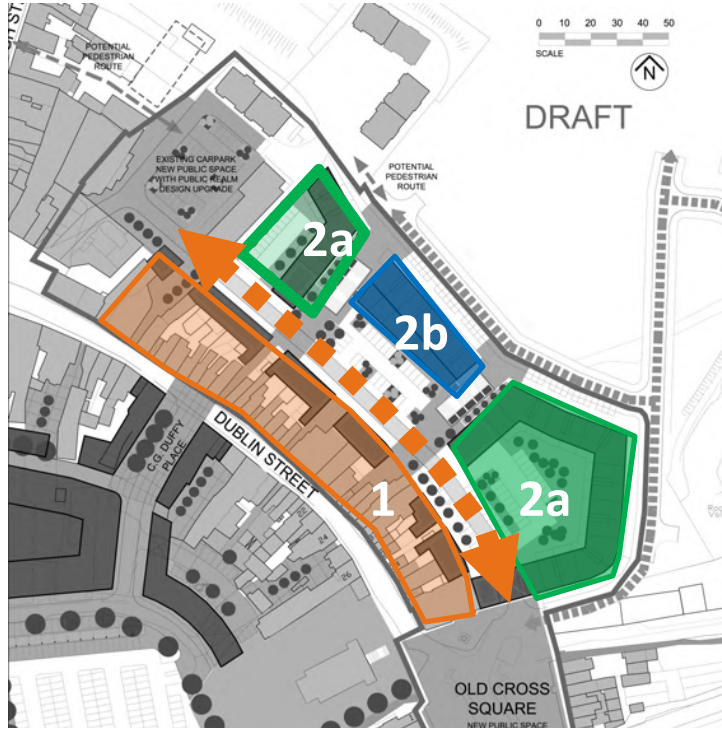 0 10 20 30 40 50
SCALE
N
DRAFT
POTENTIAL
PEDESTRIAN
ROUTE
EXISTING CARPARK
NEW PUBLIC SPACE
WITH PUBLIC REALM
DESIGN UPGRADE
POTENTIAL
PEDESTRIAN
ROUTE
2a
2b
C.G. DUFFY
PLACE
DUBLIN STREET
1
2a
24
26
OLD CROSS
SQUARE
NEW PUBLIC SPACE